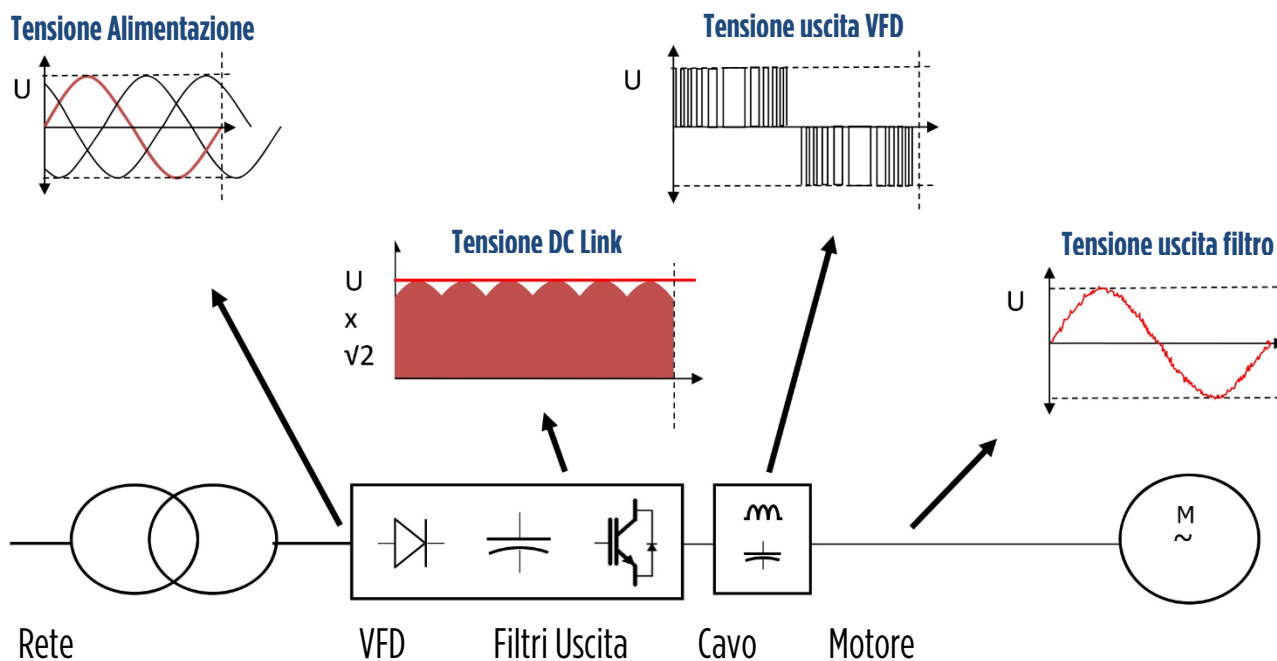 Tensione Alimentazione
U
Tensione uscita VFD
U
Tensione DC Link
U
x
√2
Tensione uscita filtro
U
M
~
Rete VFD Filtri Uscita Cavo Motore